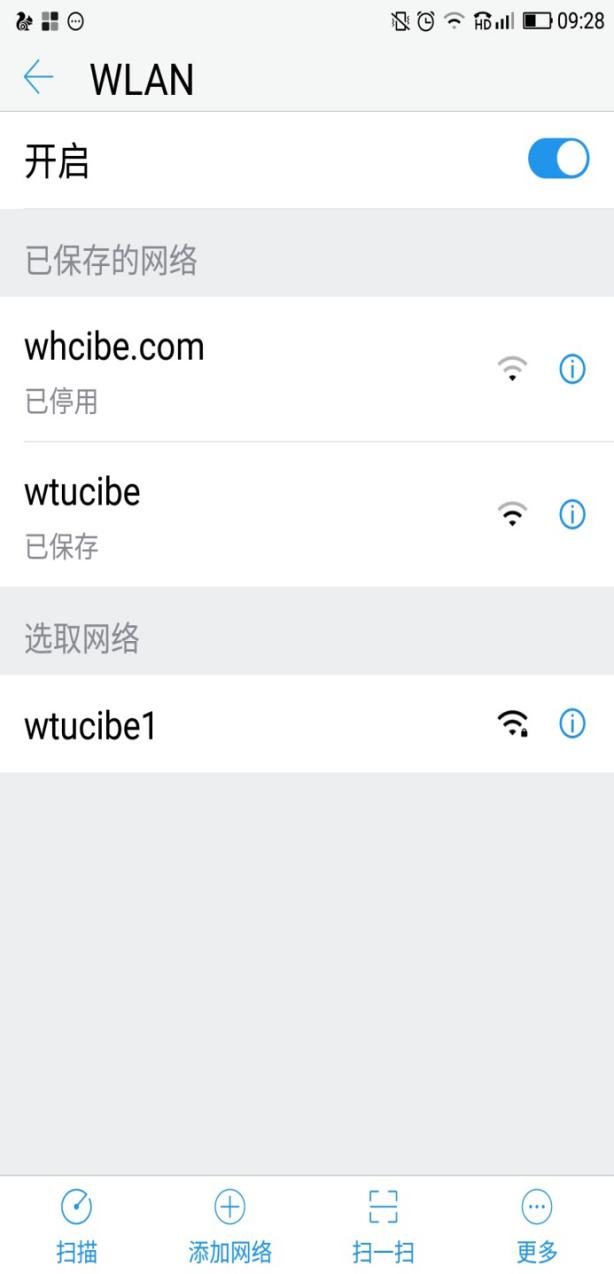 HD 09:28
WLAN
开启
已保存的网络
whcibe.com
已停用
wtucibe
已保存
选取网络
wtucibe1
扫描 添加网络 扫一扫 更多